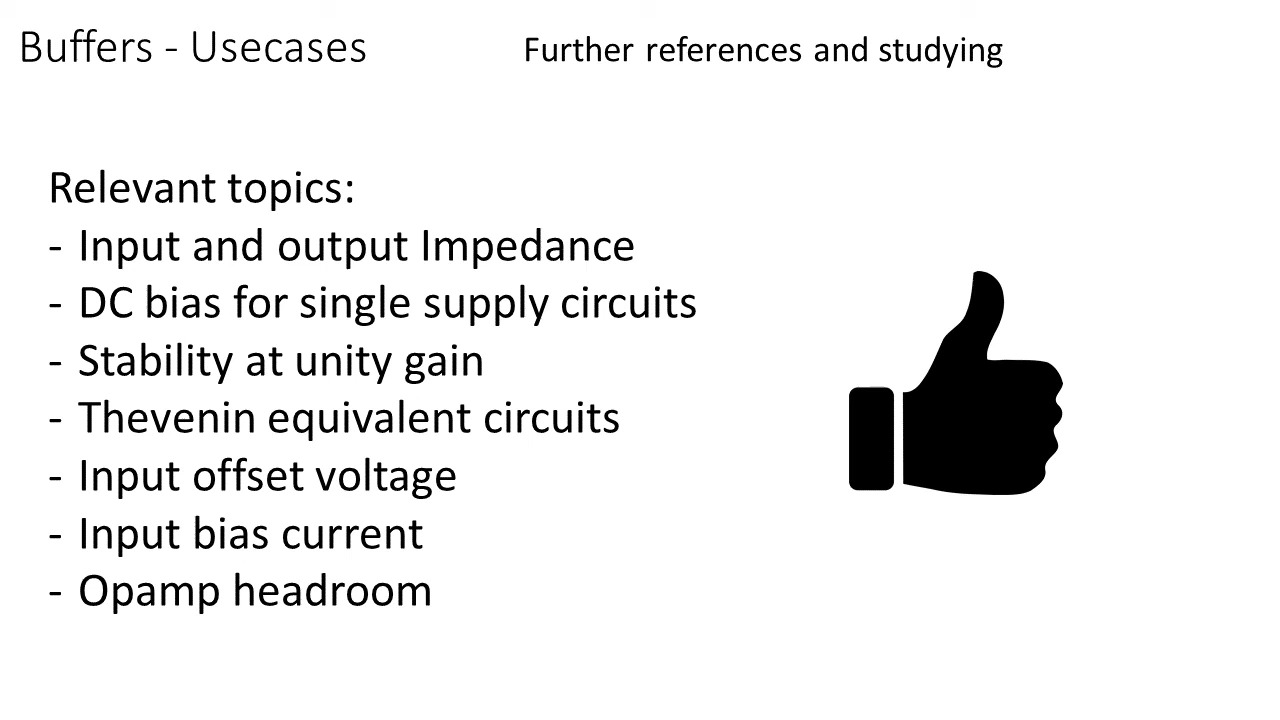 Buffers - Usecases
Further references and studying
Relevant topics:
- Input and output Impedance
- DC bias for single supply circuits
- Stability at unity gain
- Thevenin equivalent circuits
- Input offset voltage
- Input bias current
- Opamp headroom